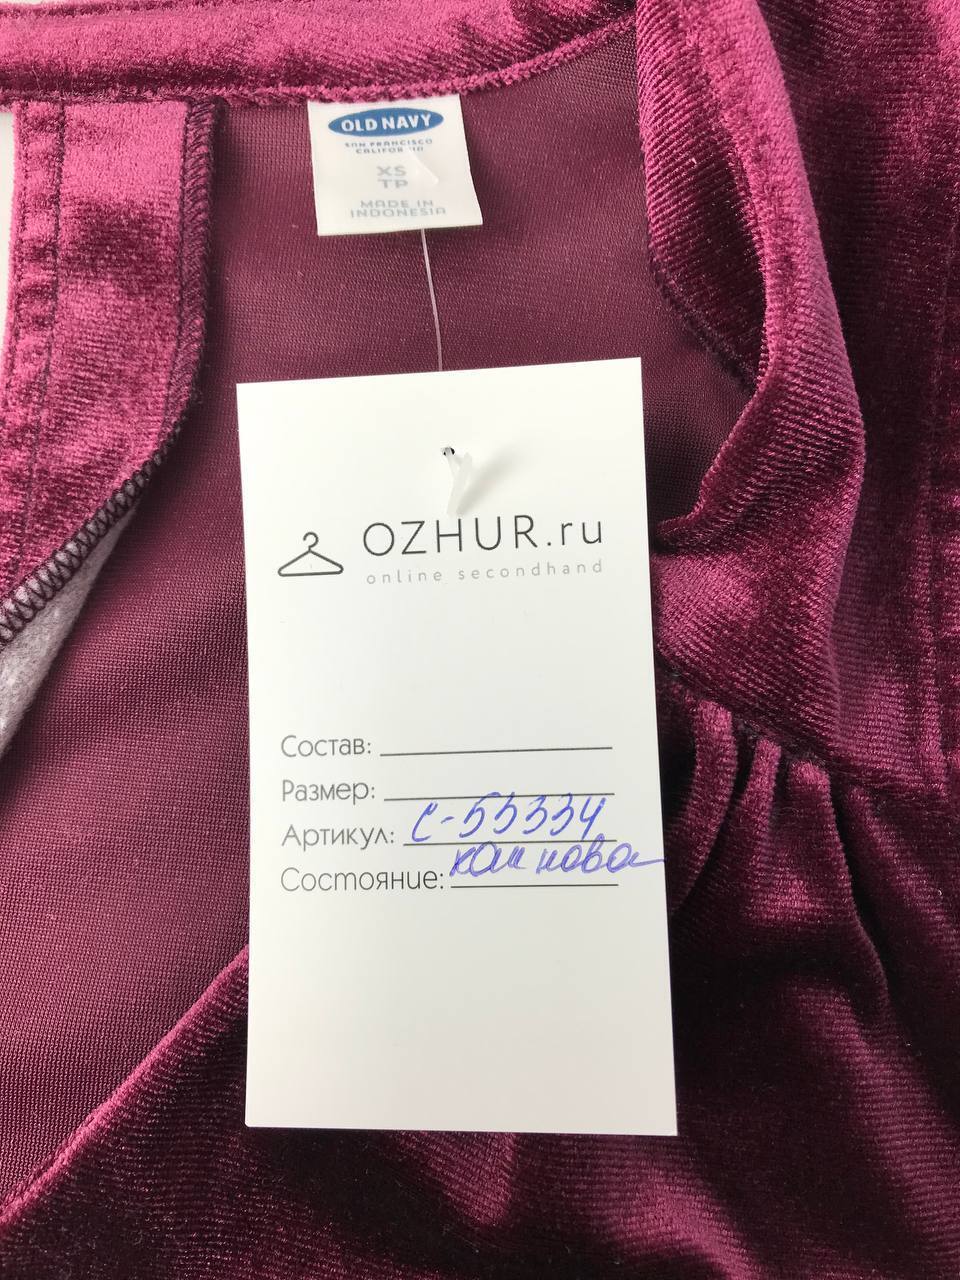 OLD NAVY
SAN FRANCISCO
CALIFORNIA
XS
TP
MADE IN
INDONESIA
OZHUR.ru
online secondhand
Состав:
Размер:
Артикул: С-55334
Состояние: как новое